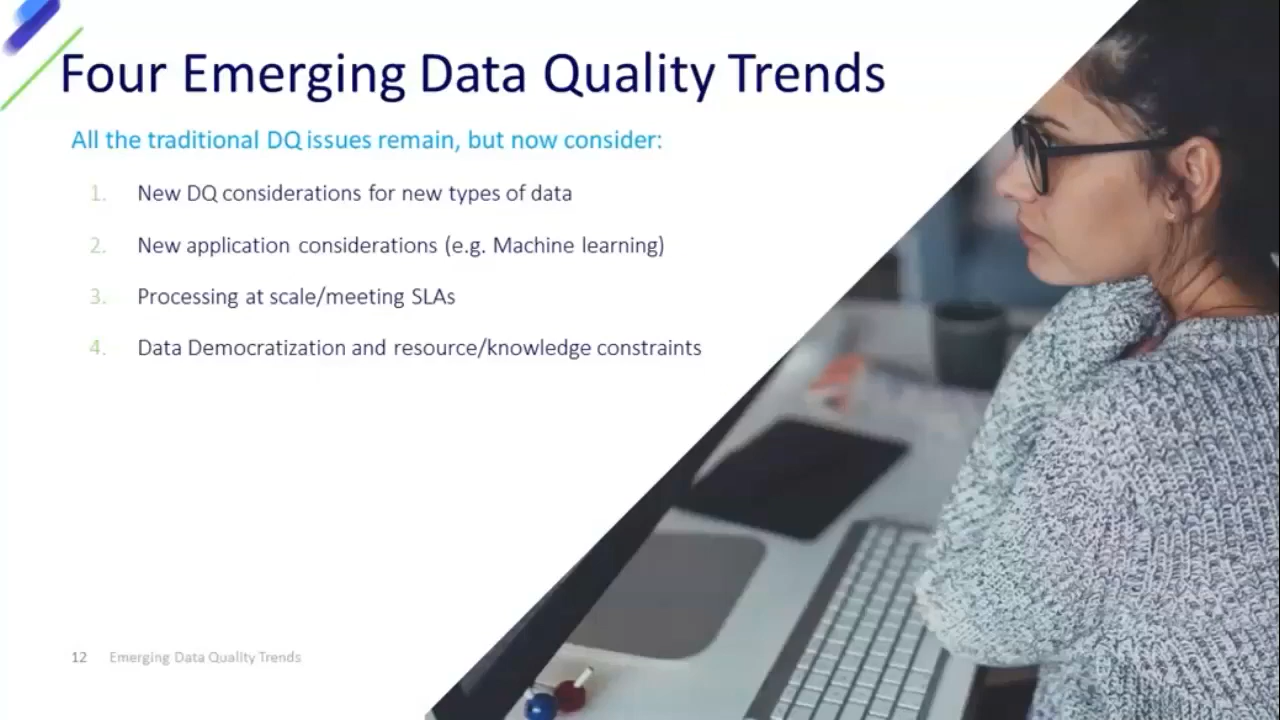 Four Emerging Data Quality Trends
All the traditional DQ issues remain, but now consider:
1. New DQ considerations for new types of data
2. New application considerations (e.g. Machine learning)
3. Processing at scale/meeting SLAs
4. Data Democratization and resource/knowledge constraints
12 Emerging Data Quality Trends